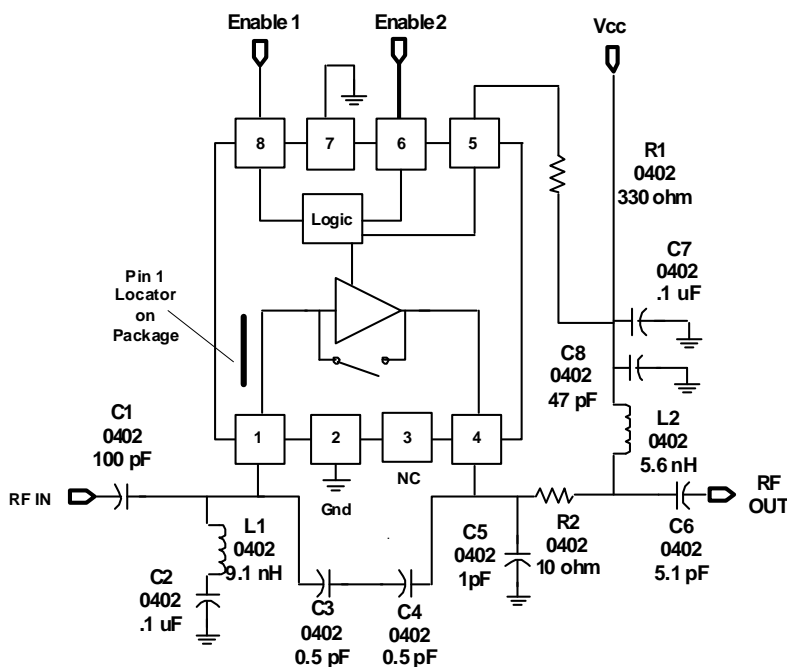 Enable 1
Enable2
Vcc
8
7
6
5
R1
0402
330 ohm
Logic
C7
0402
.1 uF
Pin 1
Locator
on
Package
C8
0402
47 pF
L2
0402
5.6 nH
C1
0402
100 pF
1
2
3
4
RF IN
Gnd
NC
RF
OUT
L1
0402
9.1 nH
C2
0402
.1 uF
C5
0402
1pF
R2
0402
10 ohm
C6
0402
5.1 pF
C3
0402
0.5 pF
C4
0402
0.5 pF